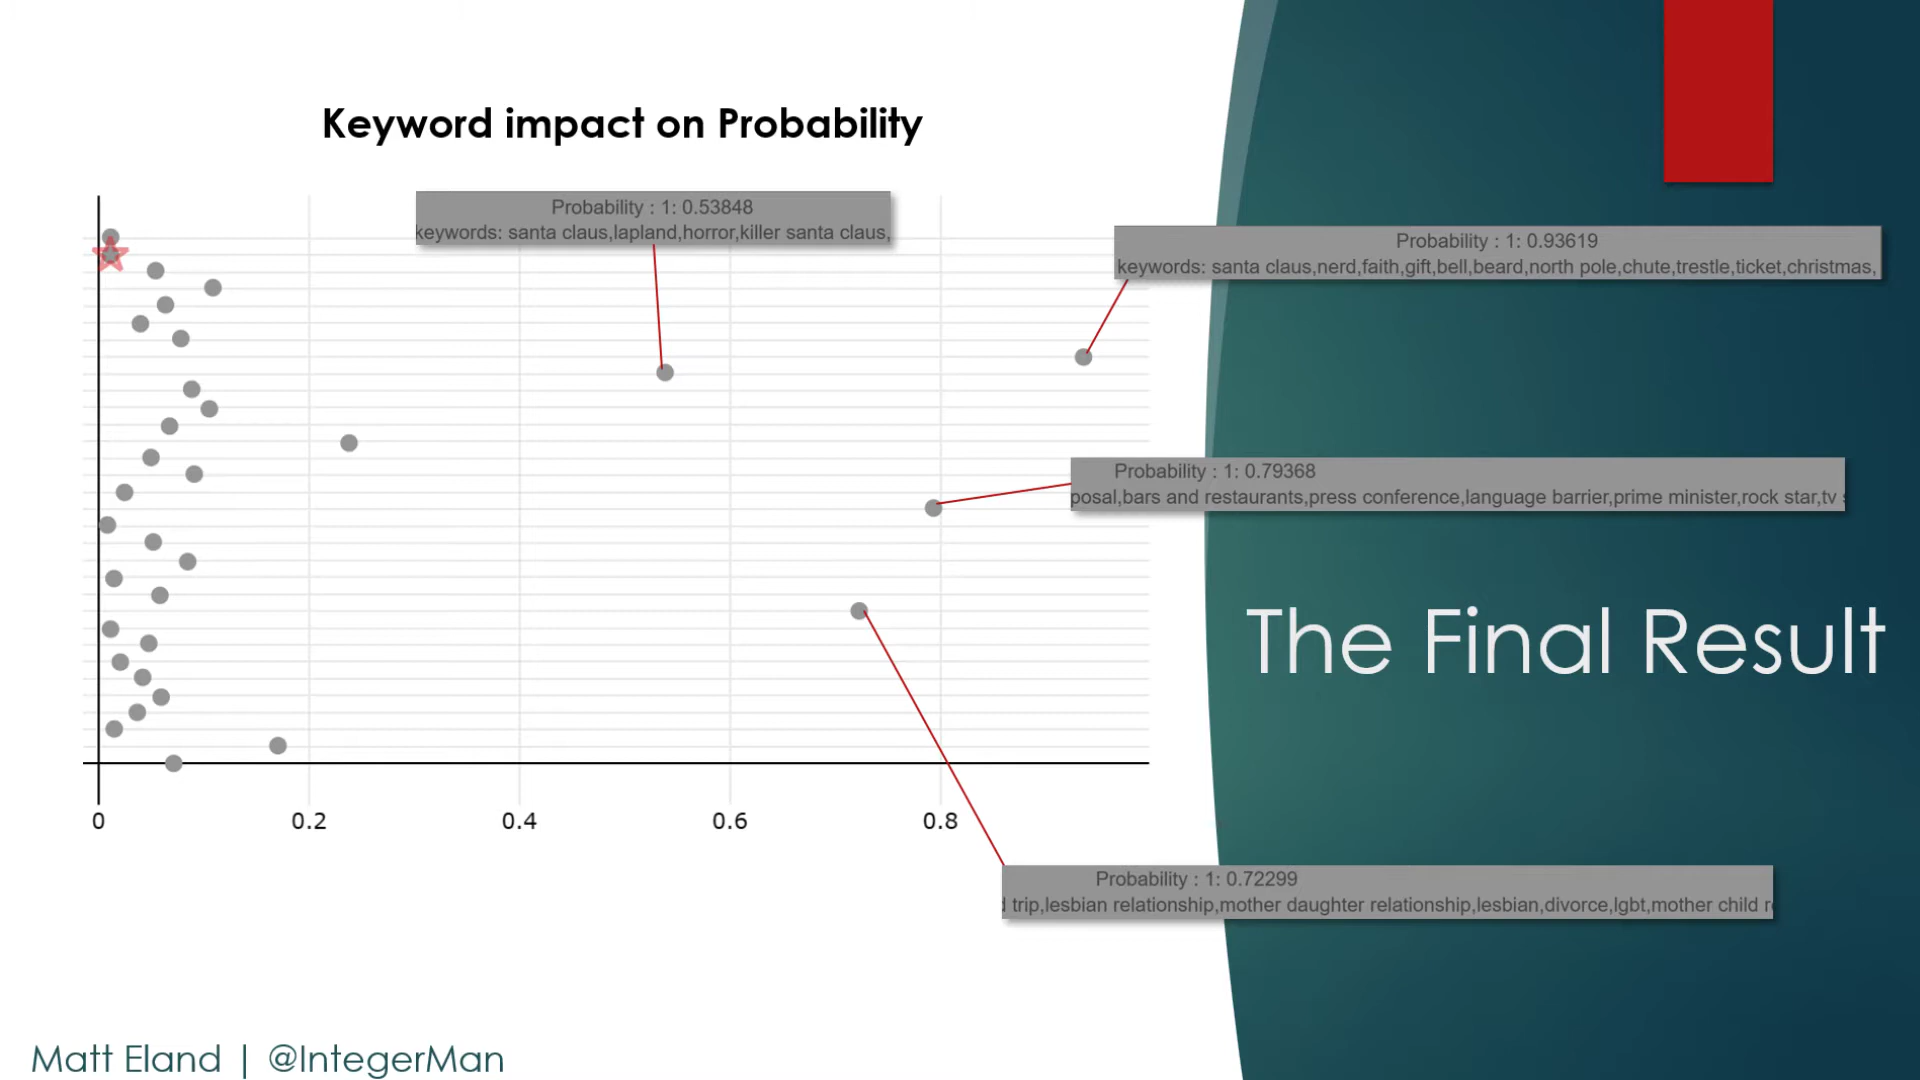 Keyword impact on Probability
Probability : 1: 0.53848
keywords: santa claus,lapland,horror,killer santa claus,
Probability : 1: 0.93619
keywords: santa claus,nerd,faith,gift,bell,beard,north pole,chute,trestle,ticket,christmas,
Probability : 1: 0.79368
posal,bars and restaurants,press conference,language barrier,prime minister,rock star,tv
Probability : 1: 0.72299
trip,lesbian relationship,mother daughter relationship,lesbian,divorce,lgbt,mother child
0 0.2 0.4 0.6 0.8
The Final Result
Matt Eland | @IntegerMan